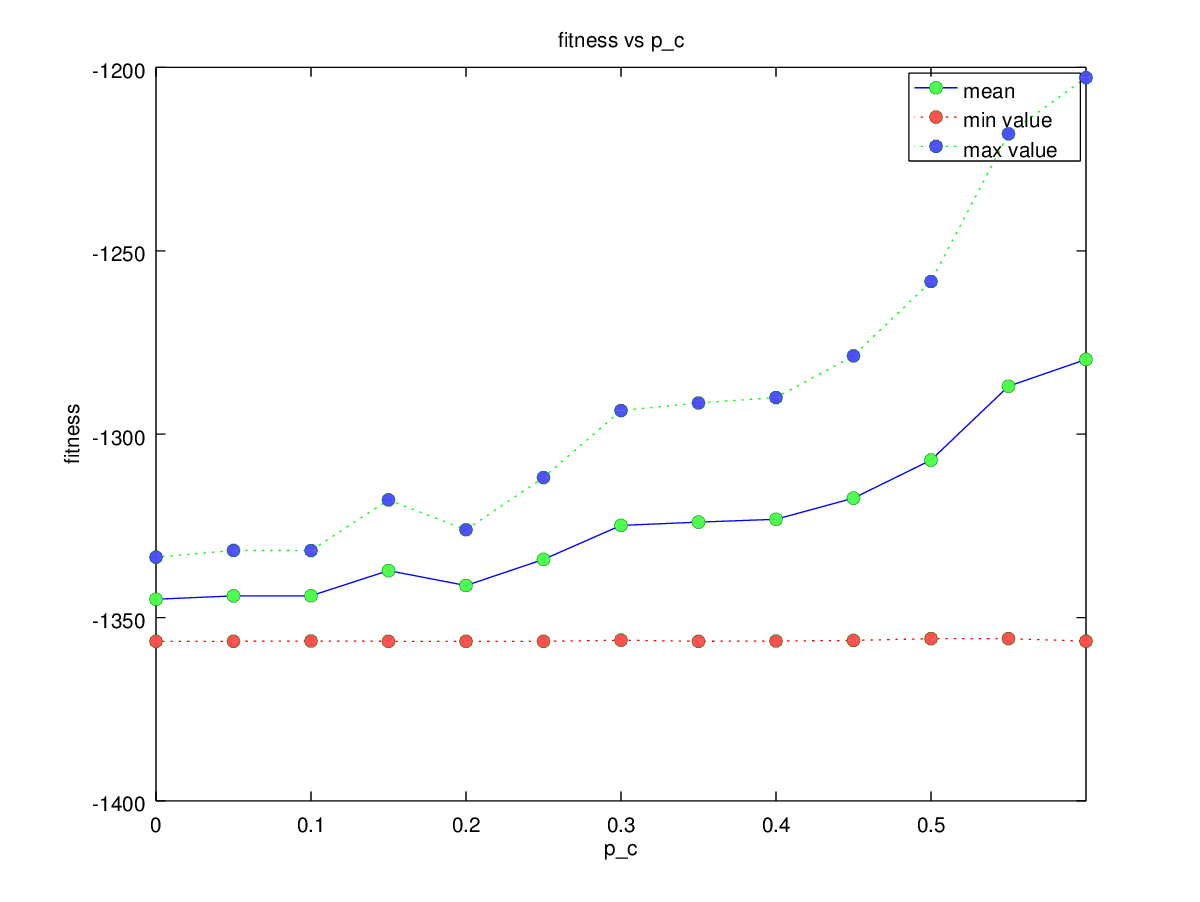 fitness vs p_c
-1200
mean
min value
max value
-1250
-1300
fitness
-1350
-1400
0 0.1 0.2 0.3 0.4 0.5
p_c